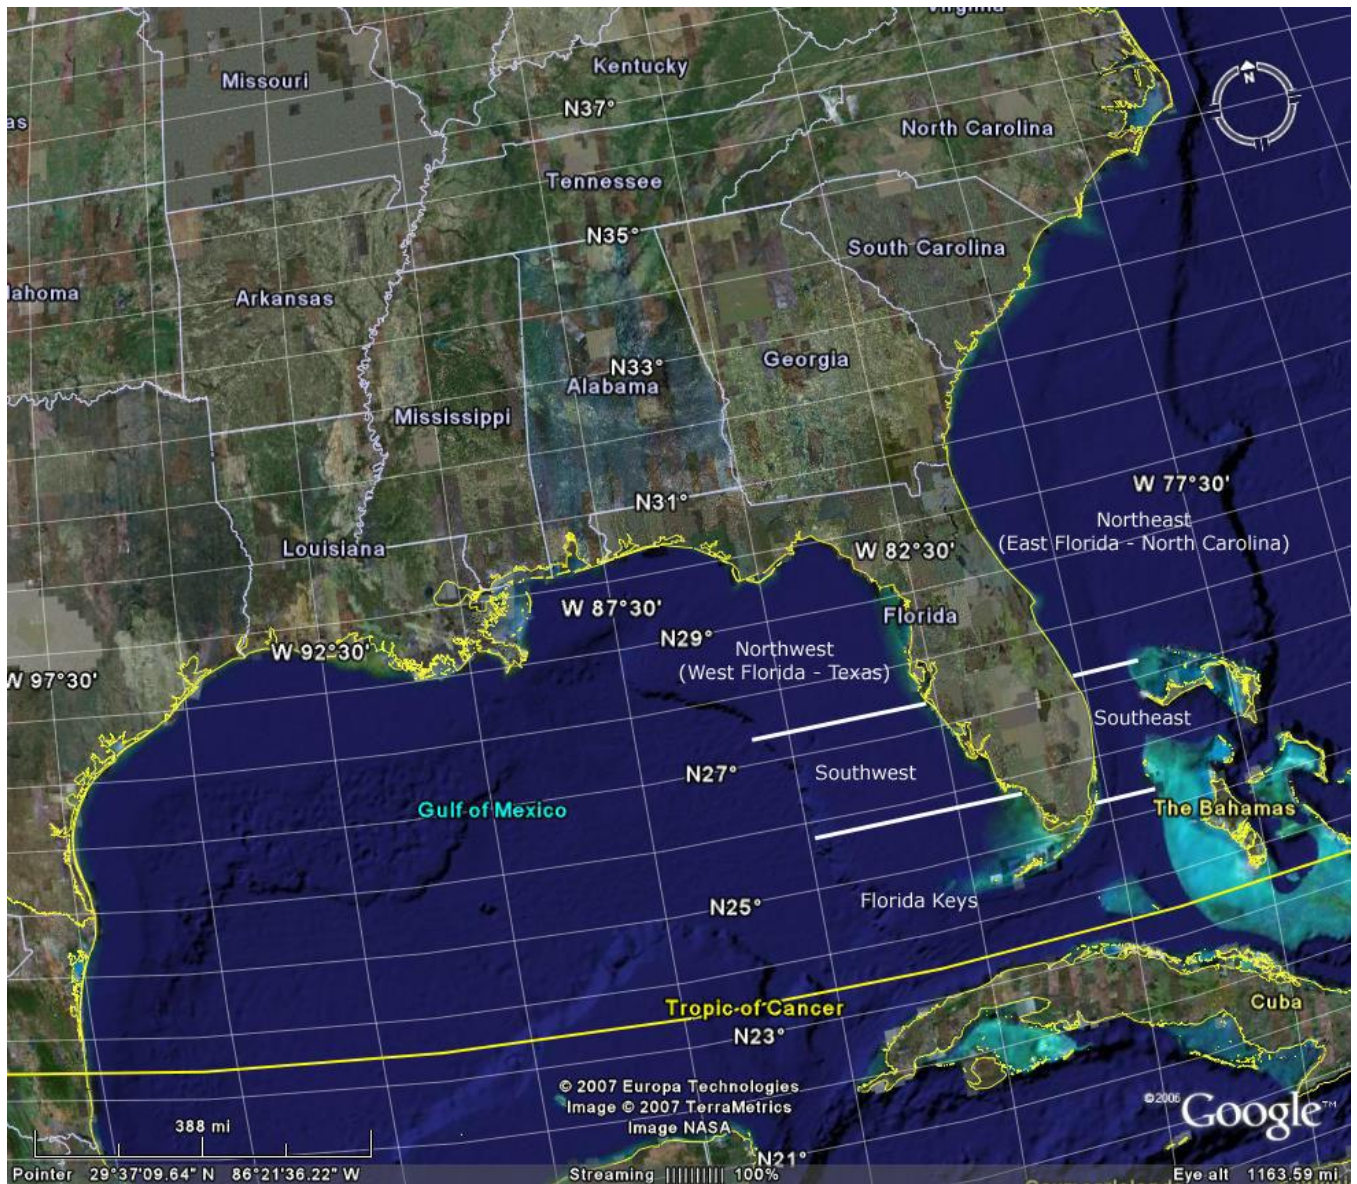 Virginia
Missouri
Kentucky
N37°
as
North Carolina
Tennessee
N35°
South Carolina
lahoma
Arkansas
N33°
Georgia
Alabama
Mississippi
W 77°30'
N31°
Northeast
(East Florida - North Carolina)
Louisiana
W 82°30'
W 87°30'
Florida
N29°
Northwest
(West Florida - Texas)
W 92°30'
W 97°30'
Southeast
N27°
Southwest
Gulf of Mexico
The Bahamas
Florida Keys
N25°
Tropic of Cancer
Cuba
N23°
© 2007 Europa Technologies
Image © 2007 TerraMetrics
Image NASA
©2006 Google™
388 mi
N21°
Pointer 29°37'09.64" N 86°21'36.22" W
Streaming ||||||||| 100%
Eye alt 1163.59 mi
N